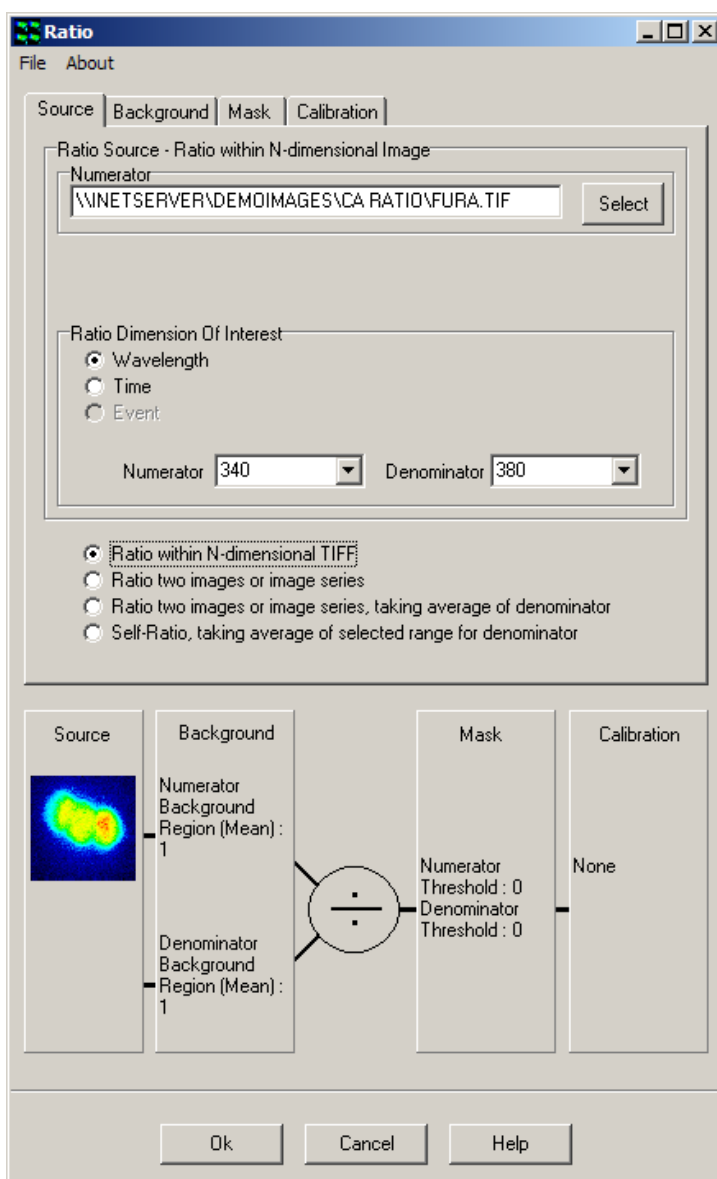 Ratio
File About
Source Background Mask Calibration
Ratio Source - Ratio within N-dimensional Image
Numerator
\\INETSERVER\DEMOIMAGES\CA RATIO\FURA.TIF Select
Ratio Dimension Of Interest
Wavelength
Time
Event
Numerator 340 Denominator 380
Ratio within N-dimensional TIFF
Ratio two images or image series
Ratio two images or image series, taking average of denominator
Self-Ratio, taking average of selected range for denominator
Source Background Mask Calibration
Numerator
Background
Region (Mean) :
1
Denominator
Background
Region (Mean) :
1
Numerator
Threshold : 0
Denominator
Threshold : 0
None
Ok Cancel Help